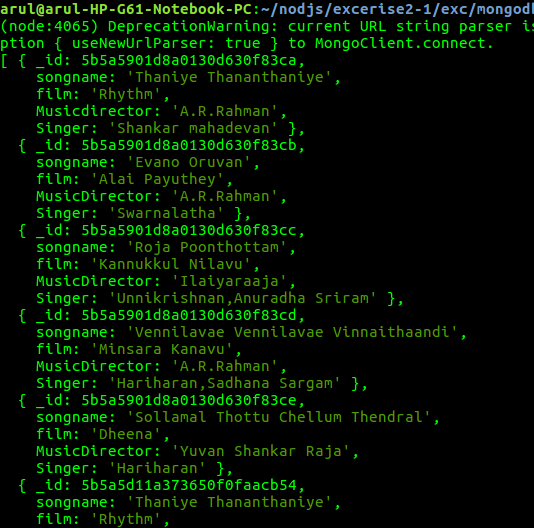 arul@arul-HP-G61-Notebook-PC:~/nodjs/excerise2-1/exc/mongodb
(node:4065) DeprecationWarning: current URL string parser is
ption { useNewUrlParser: true } to MongoClient.connect.
[ { _id: 5b5a5901d8a0130d630f83ca,
songname: 'Thaniye Thananthaniye',
film: 'Rhythm',
Musicdirector: 'A.R.Rahman',
Singer: 'Shankar mahadevan' },
{ _id: 5b5a5901d8a0130d630f83cb,
songname: 'Evano Oruvan',
film: 'Alai Payuthey',
MusicDirector: 'A.R.Rahman',
Singer: 'Swarnalatha' },
{ _id: 5b5a5901d8a0130d630f83cc,
songname: 'Roja Poonthottam',
film: 'Kannukkul Nilavu',
MusicDirector: 'Ilaiyaraaja',
Singer: 'Unnikrishnan,Anuradha Sriram' },
{ _id: 5b5a5901d8a0130d630f83cd,
songname: 'Vennilavae Vennilavae Vinnaithaandi',
film: 'Minsara Kanavu',
MusicDirector: 'A.R.Rahman',
Singer: 'Hariharan,Sadhana Sargam' },
{ _id: 5b5a5901d8a0130d630f83ce,
songname: 'Sollamal Thottu Chellum Thendral',
film: 'Dheena',
MusicDirector: 'Yuvan Shankar Raja',
Singer: 'Hariharan' },
{ _id: 5b5a5d11a373650f0faacb54,
songname: 'Thaniye Thananthaniye',
film: 'Rhythm',